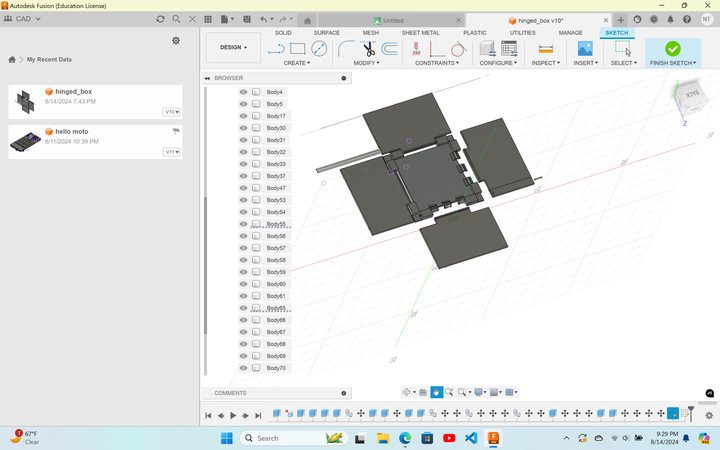 Autodesk Fusion (Education License)
CAD
My Recent Data
hinged_box
8/14/2024 7:43 PM
V10
hello moto
8/11/2024 10:39 PM
V11
Untitled
hinged_box v10*
NT
DESIGN
SOLID
SURFACE
MESH
SHEET METAL
PLASTIC
UTILITIES
MANAGE
SKETCH
CREATE
MODIFY
CONSTRAINTS
CONFIGURE
INSPECT
INSERT
SELECT
FINISH SKETCH
BROWSER
Body4
Body5
Body17
Body30
Body31
Body32
Body33
Body37
Body47
Body53
Body54
Body55
Body56
Body57
Body58
Body59
Body60
Body61
Body65
Body66
Body67
Body68
Body69
Body70
BACK
Z
COMMENTS
1
67°F
Clear
Search
9:29 PM
8/14/2024